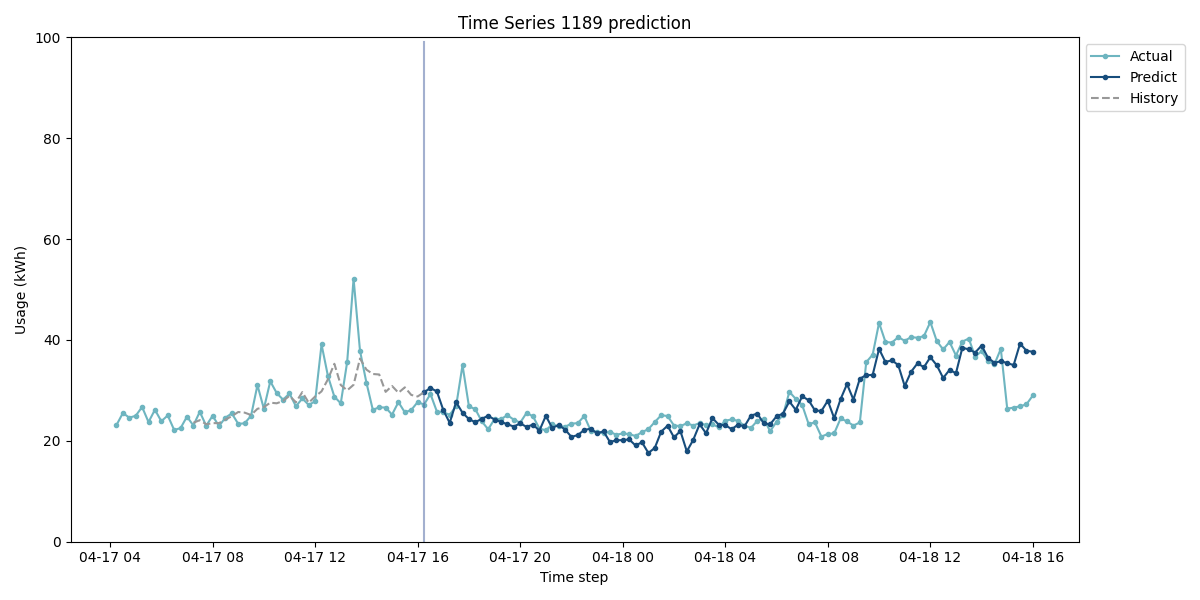 Time Series 1189 prediction
100
80
60
40
20
0
Usage (kWh)
04-17 04
04-17 08
04-17 12
04-17 16
04-17 20
04-18 00
04-18 04
04-18 08
04-18 12
04-18 16
Time step
Actual
Predict
History